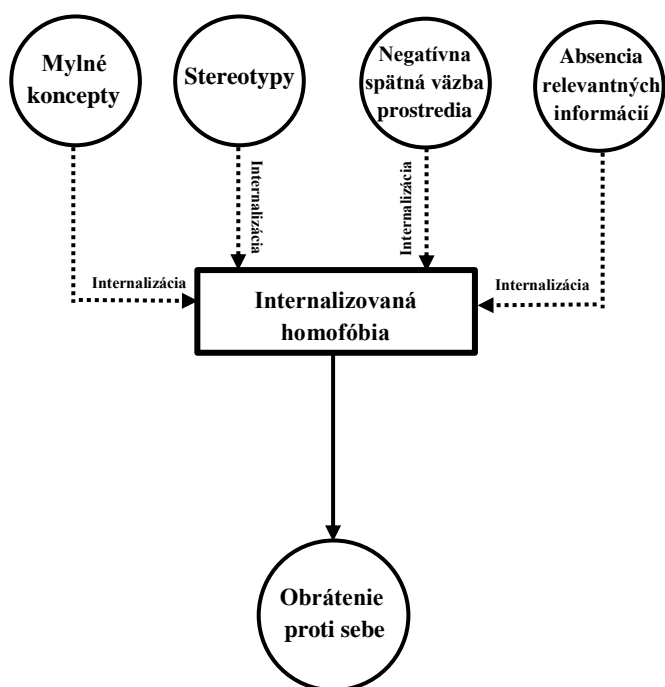 Mylné
koncepty
Stereotypy
Negatívna
spätná väzba
prostredia
Absencia
relevantných
informácií
Internalizácia
Internalizácia
Internalizácia
Internalizácia
Internalizovaná
homofóbia
Obrátenie
proti sebe